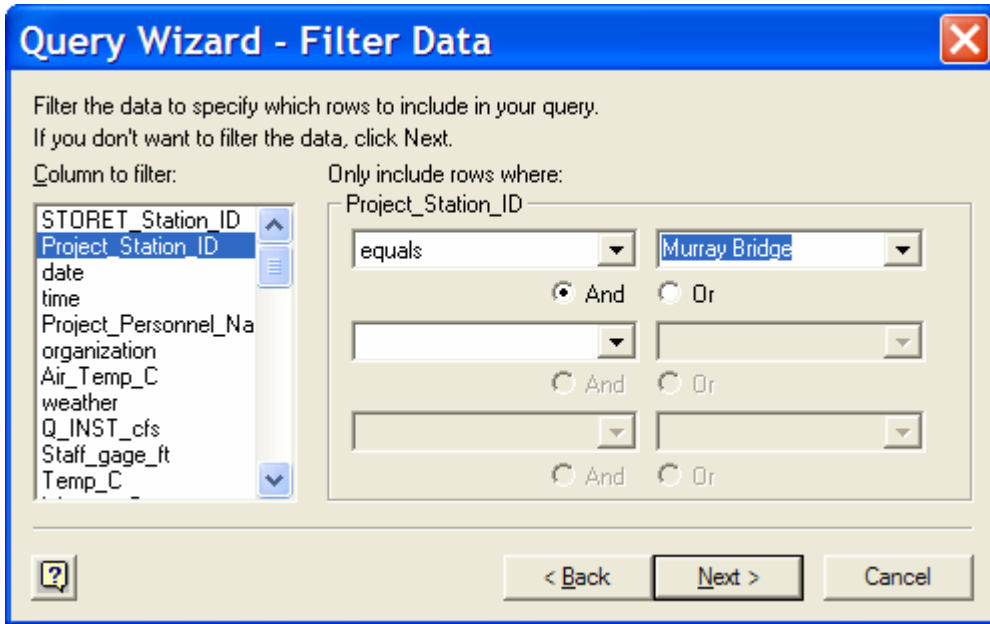 Query Wizard - Filter Data
Filter the data to specify which rows to include in your query.
If you don't want to filter the data, click Next.
Column to filter:
Only include rows where:
STORET_Station_ID
Project_Station_ID
date
time
Project_Personnel_Na
organization
Air_Temp_C
weather
Q_INST_cfs
Staff_gage_ft
Temp_C
Project_Station_ID
equals
Murray Bridge
And
Or
And
Or
And
Or
?
< Back
Next >
Cancel